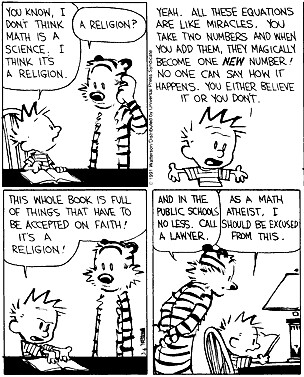 YOU KNOW, I
DON'T THINK
MATH IS A
SCIENCE. I
THINK IT'S
A RELIGION.
A RELIGION?
YEAH. ALL THESE EQUATIONS
ARE LIKE MIRACLES. YOU
TAKE TWO NUMBERS AND WHEN
YOU ADD THEM, THEY MAGICALLY
BECOME ONE NEW NUMBER!
NO ONE CAN SAY HOW IT
HAPPENS. YOU EITHER BELIEVE
IT OR YOU DON'T.
THIS WHOLE BOOK IS FULL
OF THINGS THAT HAVE TO
BE ACCEPTED ON FAITH!
IT'S A
RELIGION!
AND IN THE
PUBLIC SCHOOLS
NO LESS. CALL
A LAWYER.
AS A MATH
ATHEIST, I
SHOULD BE EXCUSED
FROM THIS.